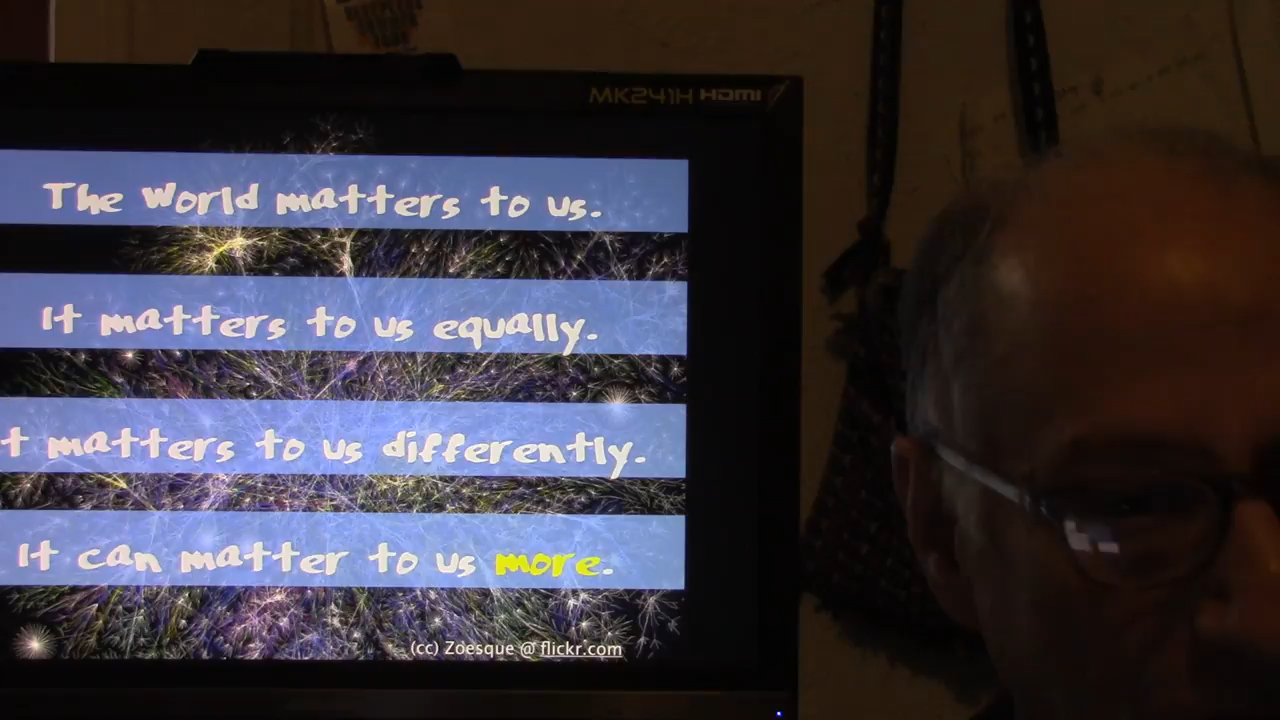 MK241H HDMI
The World matters to us.
It matters to us equally.
t matters to us differently.
It can matter to us more.
(cc) Zoesque @ flickr.com